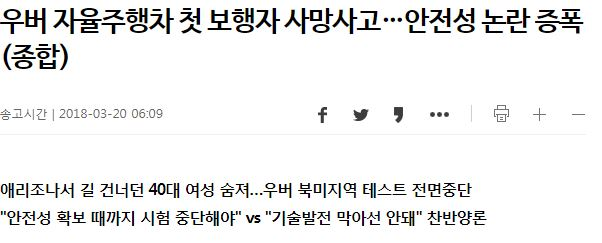 우버 자율주행차 첫 보행자 사망사고…안전성 논란 증폭
(종합)
송고시간 | 2018-03-20 06:09
애리조나서 길 건너던 40대 여성 숨져…우버 북미지역 테스트 전면중단
"안전성 확보 때까지 시험 중단해야" vs "기술발전 막아선 안돼" 찬반양론